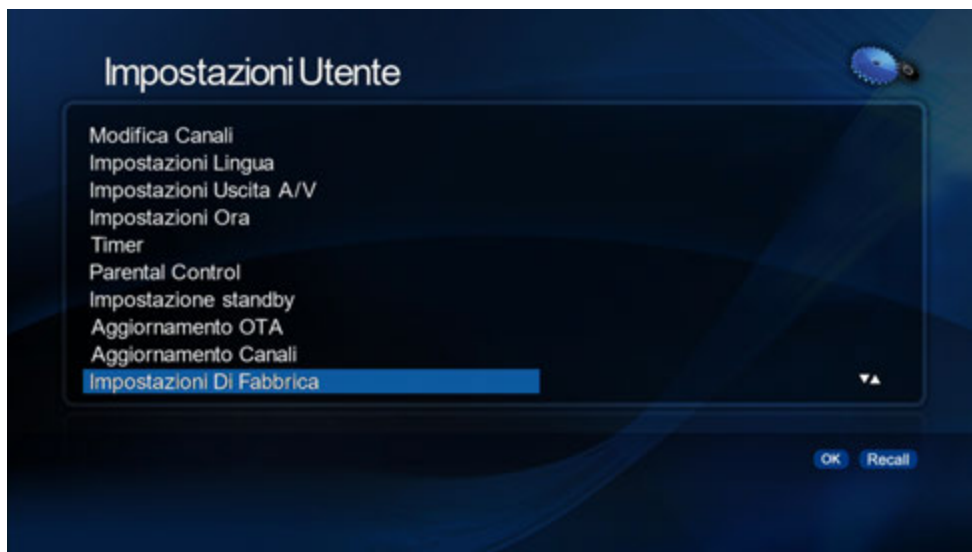 Impostazioni Utente
Modifica Canali
Impostazioni Lingua
Impostazioni Uscita A/V
Impostazioni Ora
Timer
Parental Control
Impostazione standby
Aggiornamento OTA
Aggiornamento Canali
Impostazioni Di Fabbrica
OK Recall